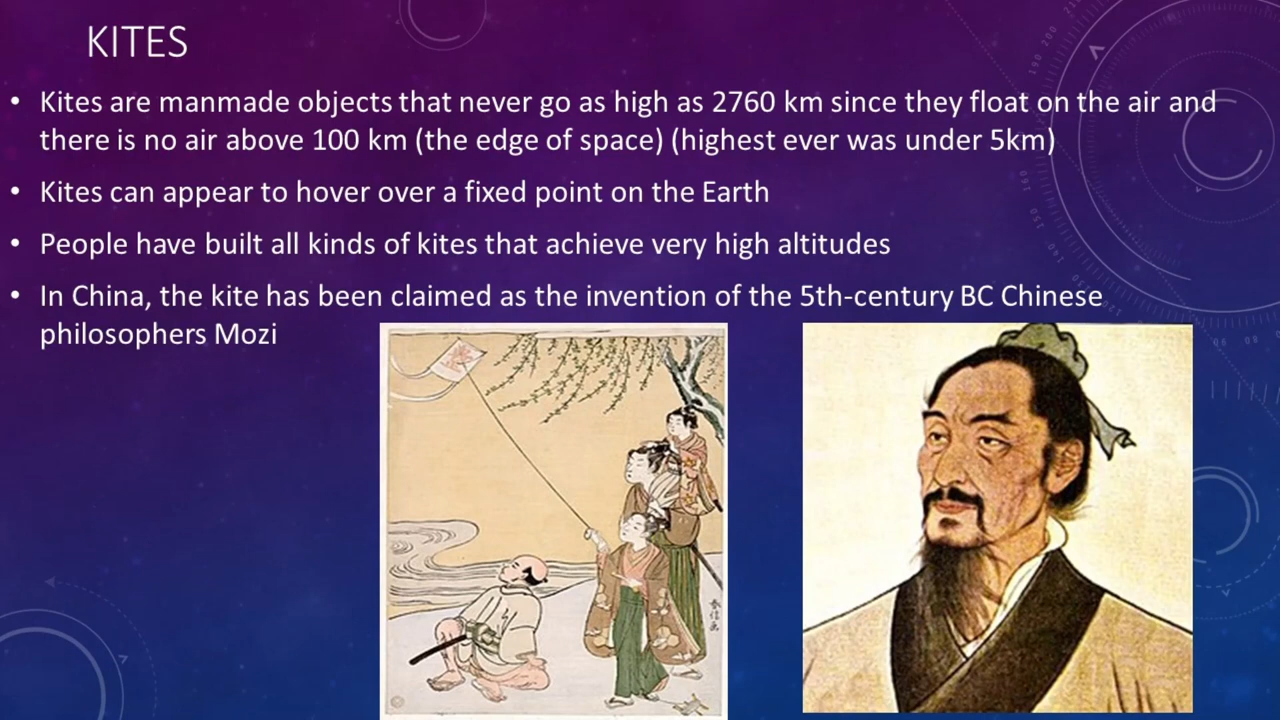 KITES
• Kites are manmade objects that never go as high as 2760 km since they float on the air and
there is no air above 100 km (the edge of space) (highest ever was under 5km)
• Kites can appear to hover over a fixed point on the Earth
• People have built all kinds of kites that achieve very high altitudes
• In China, the kite has been claimed as the invention of the 5th-century BC Chinese
philosophers Mozi
春信画